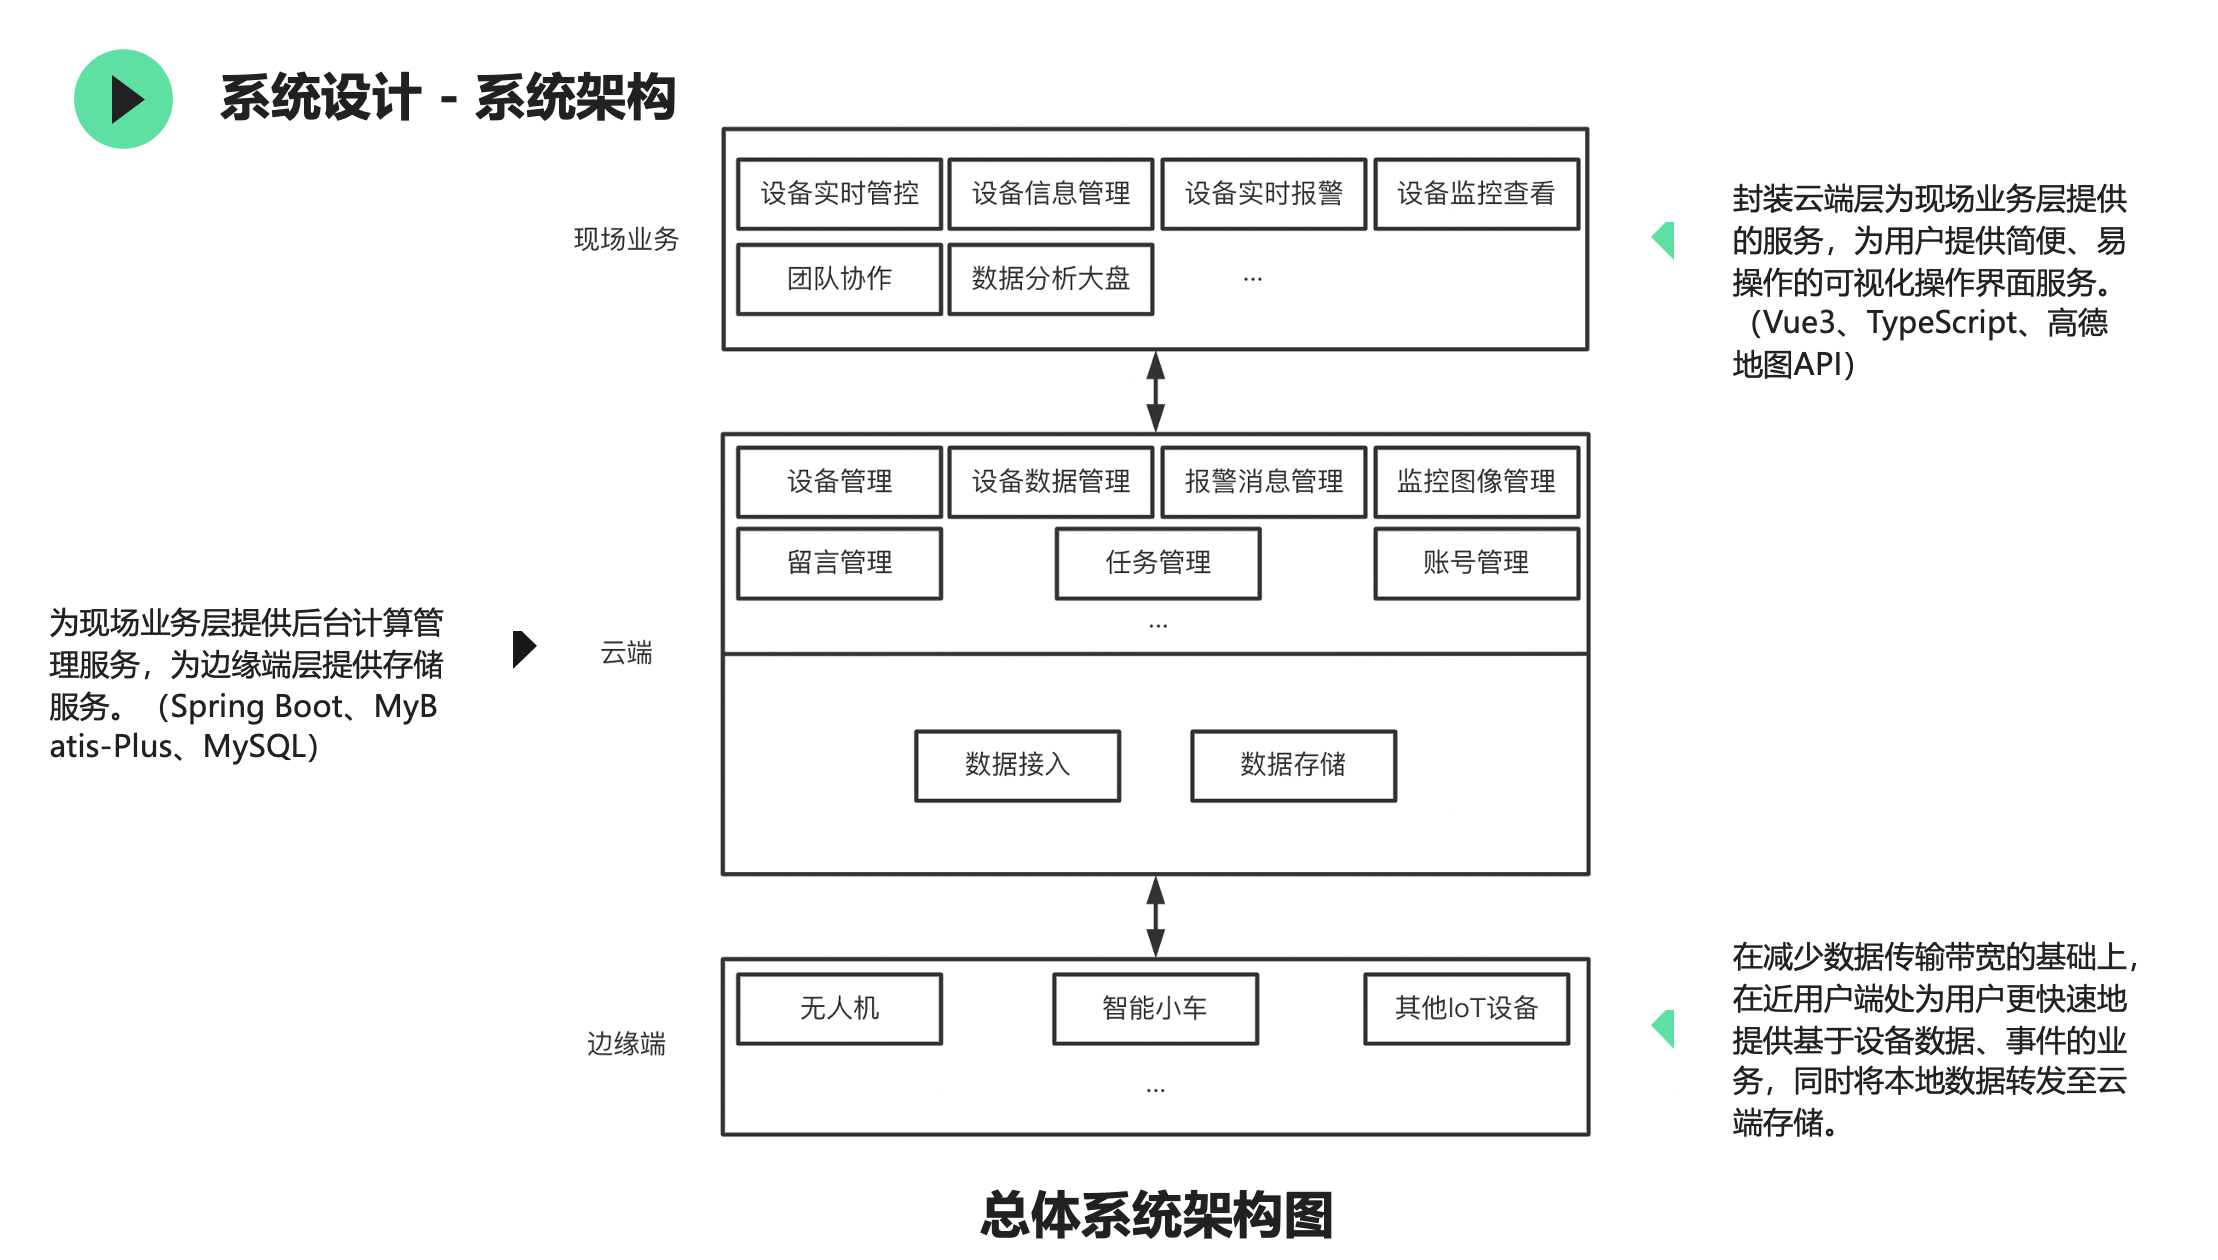 系统设计 - 系统架构
现场业务
设备实时管控
设备信息管理
设备实时报警
设备监控查看
团队协作
数据分析大盘
...
封装云端层为现场业务层提供
的服务，为用户提供简便、易
操作的可视化操作界面服务。
（Vue3、TypeScript、高德
地图API）
云端
设备管理
设备数据管理
报警消息管理
监控图像管理
留言管理
任务管理
账号管理
...
数据接入
数据存储
为现场业务层提供后台计算管
理服务，为边缘端层提供存储
服务。（Spring Boot、MyB
atis-Plus、MySQL）
边缘端
无人机
智能小车
其他IoT设备
...
在减少数据传输带宽的基础上，
在近用户端处为用户更快速地
提供基于设备数据、事件的业
务，同时将本地数据转发至云
端存储。
总体系统架构图